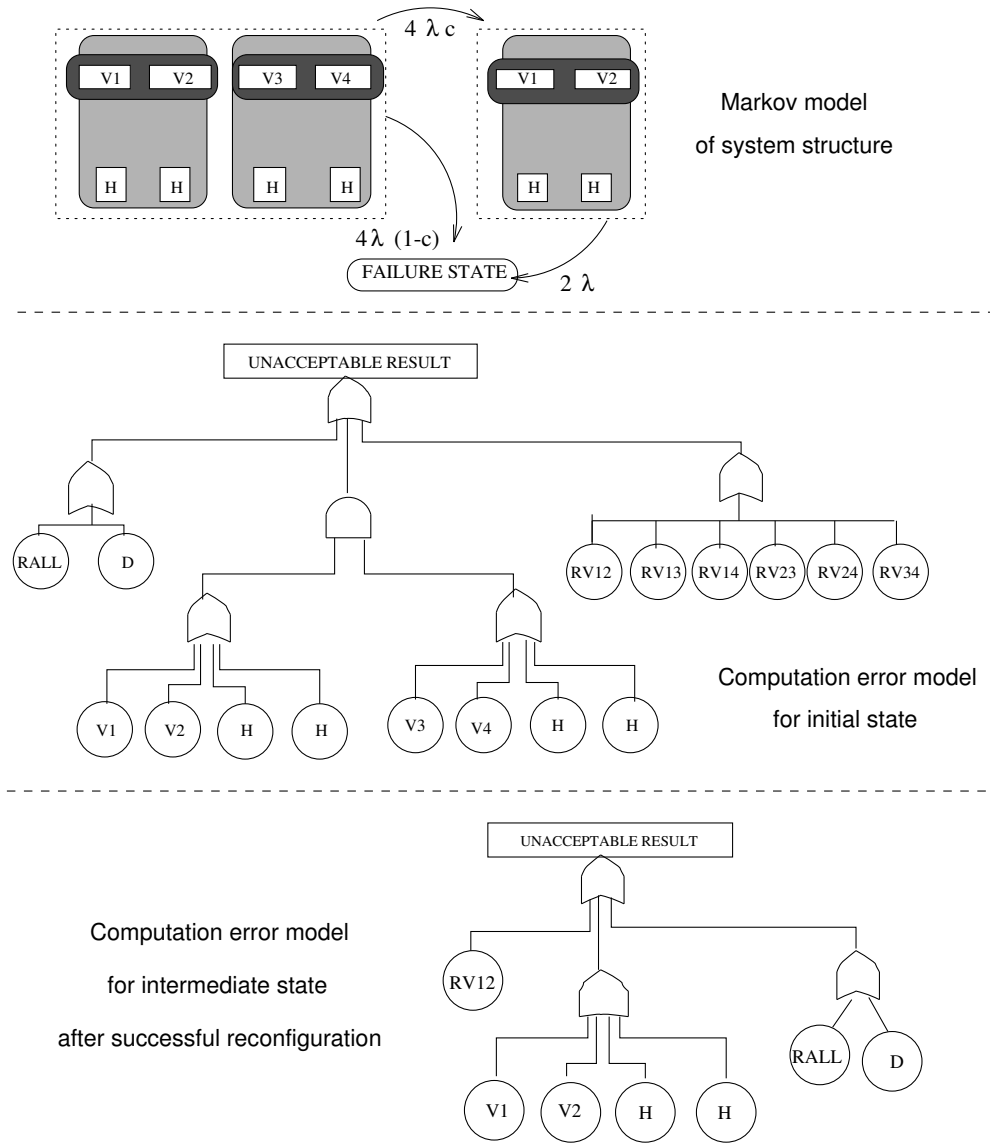 4 λ c
V1 V2 V3 V4 V1 V2
Markov model
of system structure
H H H H H H
4 λ (1-c)
FAILURE STATE
2 λ
UNACCEPTABLE RESULT
RALL D
RV12 RV13 RV14 RV23 RV24 RV34
Computation error model
for initial state
V1 V2 H H V3 V4 H H
UNACCEPTABLE RESULT
Computation error model
for intermediate state
after successful reconfiguration
RV12
RALL D
V1 V2 H H